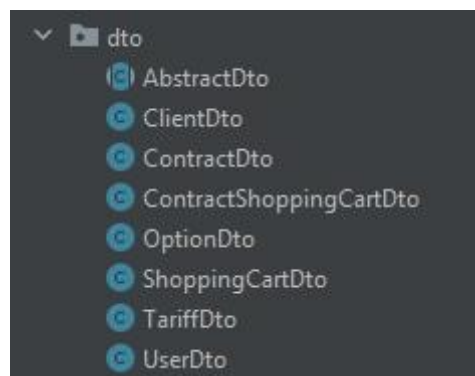 dto
AbstractDto
ClientDto
ContractDto
ContractShoppingCartDto
OptionDto
ShoppingCartDto
TariffDto
UserDto